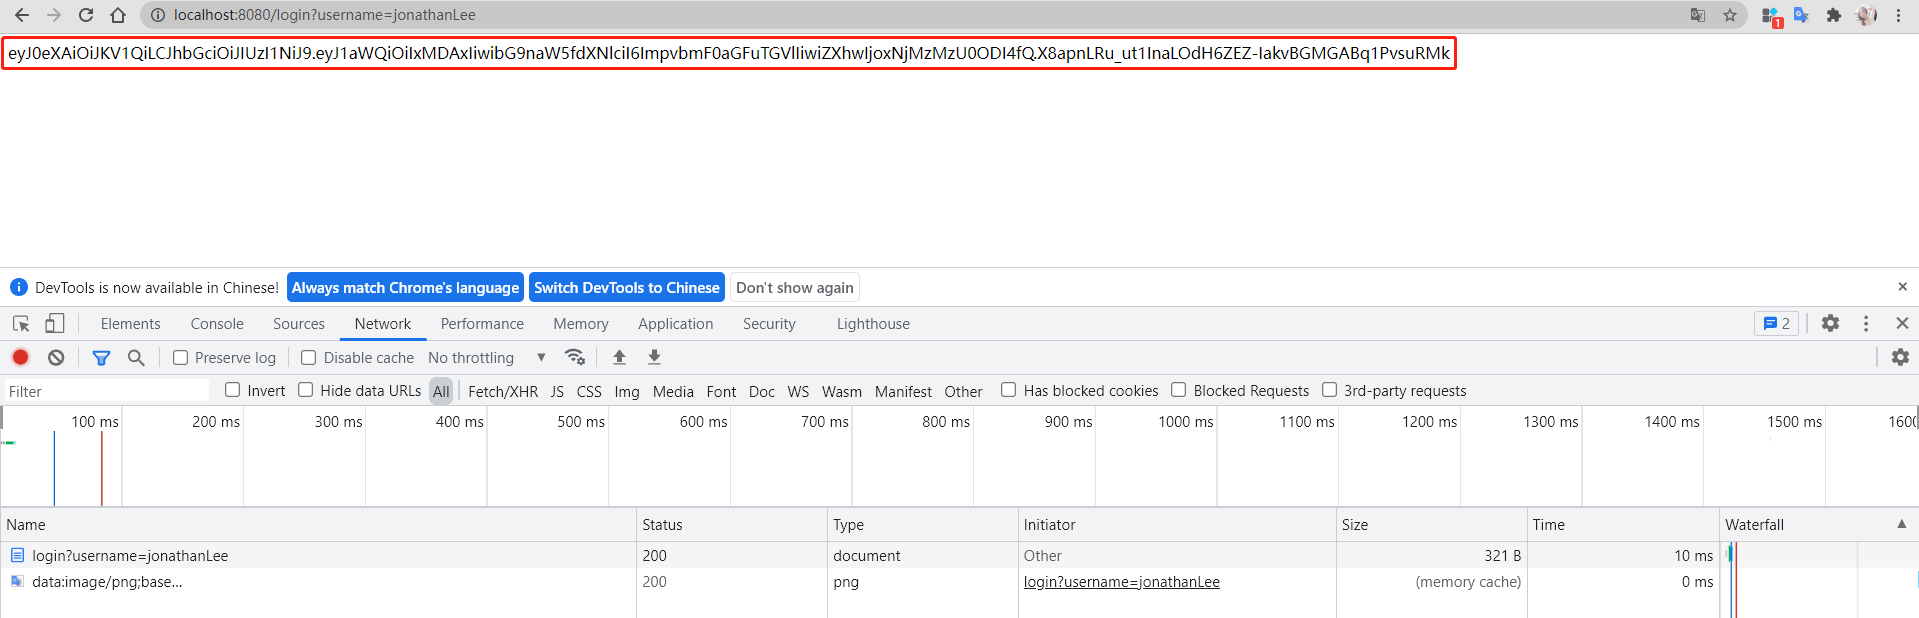 localhost:8080/login?username=jonathanLee
1
eyJ0eXAiOiJKV1QiLCJhbGciOiJIUzI1NiJ9.eyJ1aWQiOiIxMDAxIiwibG9naW5fdXNlciI6ImpvbmF0aGFuTGVlIiwiZXhwIjoxNjMzMzU0ODI4fQ.X8apnLRu_ut1InaLOdH6ZEZ-IakvBGMGABq1PvsuRMk
DevTools is now available in Chinese! Always match Chrome's language Switch DevTools to Chinese Don't show again
Elements Console Sources Network Performance Memory Application Security Lighthouse 2
Preserve log Disable cache No throttling
Filter Invert Hide data URLs All Fetch/XHR JS CSS Img Media Font Doc WS Wasm Manifest Other Has blocked cookies Blocked Requests 3rd-party requests
100 ms 200 ms 300 ms 400 ms 500 ms 600 ms 700 ms 800 ms 900 ms 1000 ms 1100 ms 1200 ms 1300 ms 1400 ms 1500 ms 1600
Name Status Type Initiator Size Time Waterfall
login?username=jonathanLee 200 document Other 321 B 10 ms
data:image/png;base... 200 png login?username=jonathanLee (memory cache) 0 ms